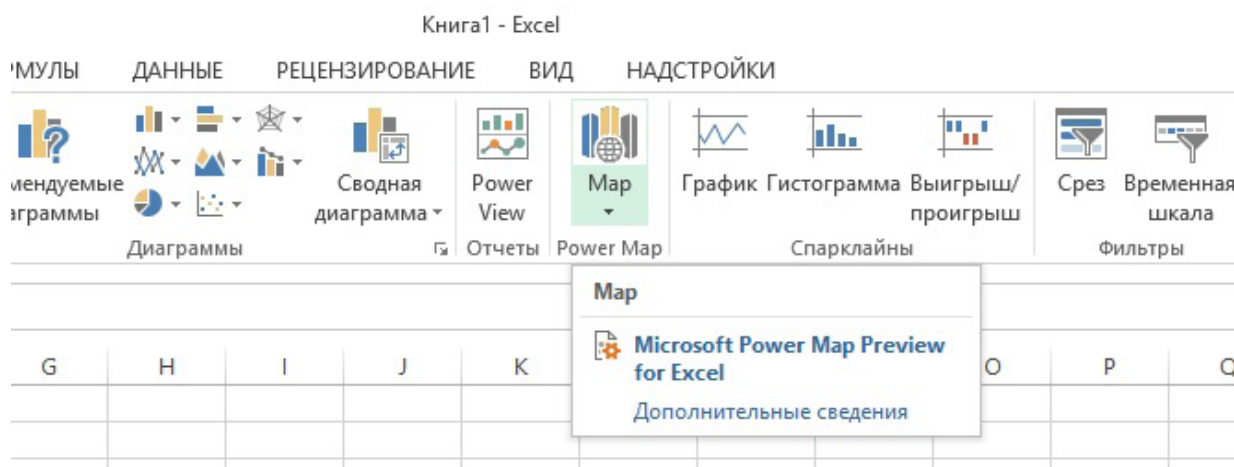 Книга1 - Excel
РМУЛЫ ДАННЫЕ РЕЦЕНЗИРОВАНИЕ ВИД НАДСТРОЙКИ
мендуемые Сводная Power Map График Гистограмма Выигрыш/ Срез Временная
аграммы диаграмма View проигрыш шкала
Диаграммы Отчеты Power Map Спарклайны Фильтры
Map
Microsoft Power Map Preview
for Excel
Дополнительные сведения
G H I J K O P Q